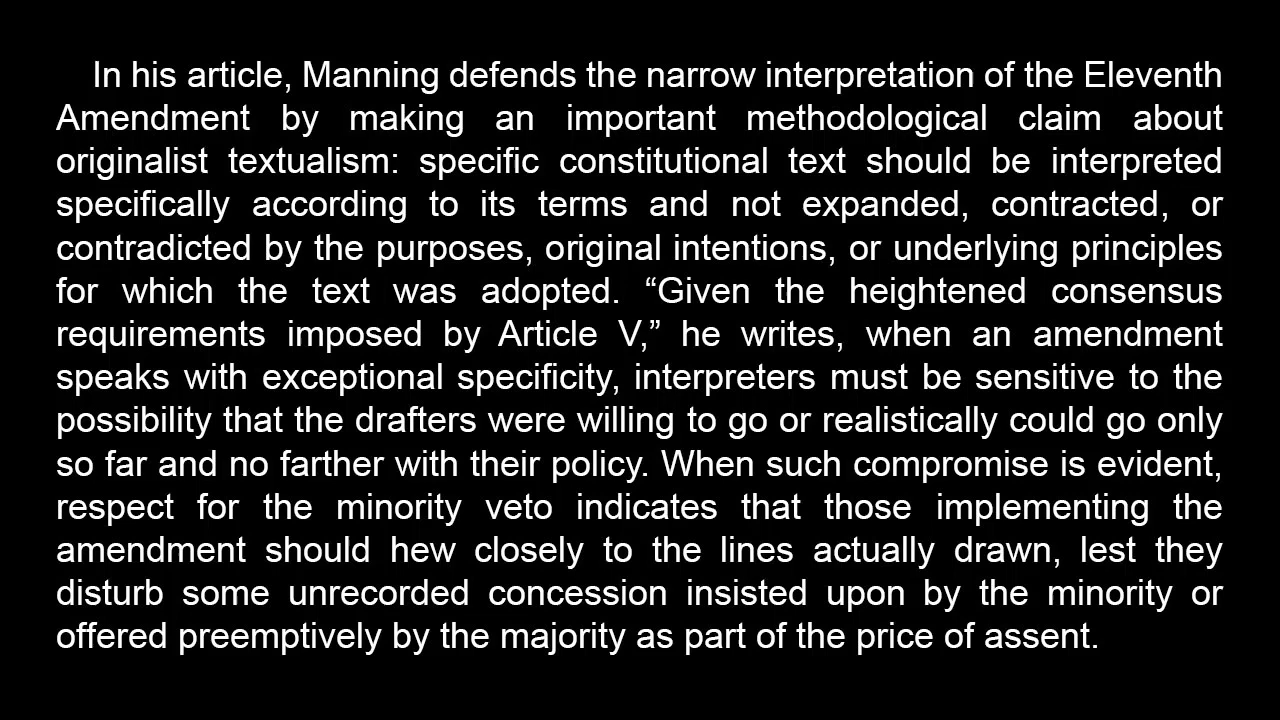 In his article, Manning defends the narrow interpretation of the Eleventh
Amendment by making an important methodological claim about
originalist textualism: specific constitutional text should be interpreted
specifically according to its terms and not expanded, contracted, or
contradicted by the purposes, original intentions, or underlying principles
for which the text was adopted. “Given the heightened consensus
requirements imposed by Article V,” he writes, when an amendment
speaks with exceptional specificity, interpreters must be sensitive to the
possibility that the drafters were willing to go or realistically could go only
so far and no farther with their policy. When such compromise is evident,
respect for the minority veto indicates that those implementing the
amendment should hew closely to the lines actually drawn, lest they
disturb some unrecorded concession insisted upon by the minority or
offered preemptively by the majority as part of the price of assent.